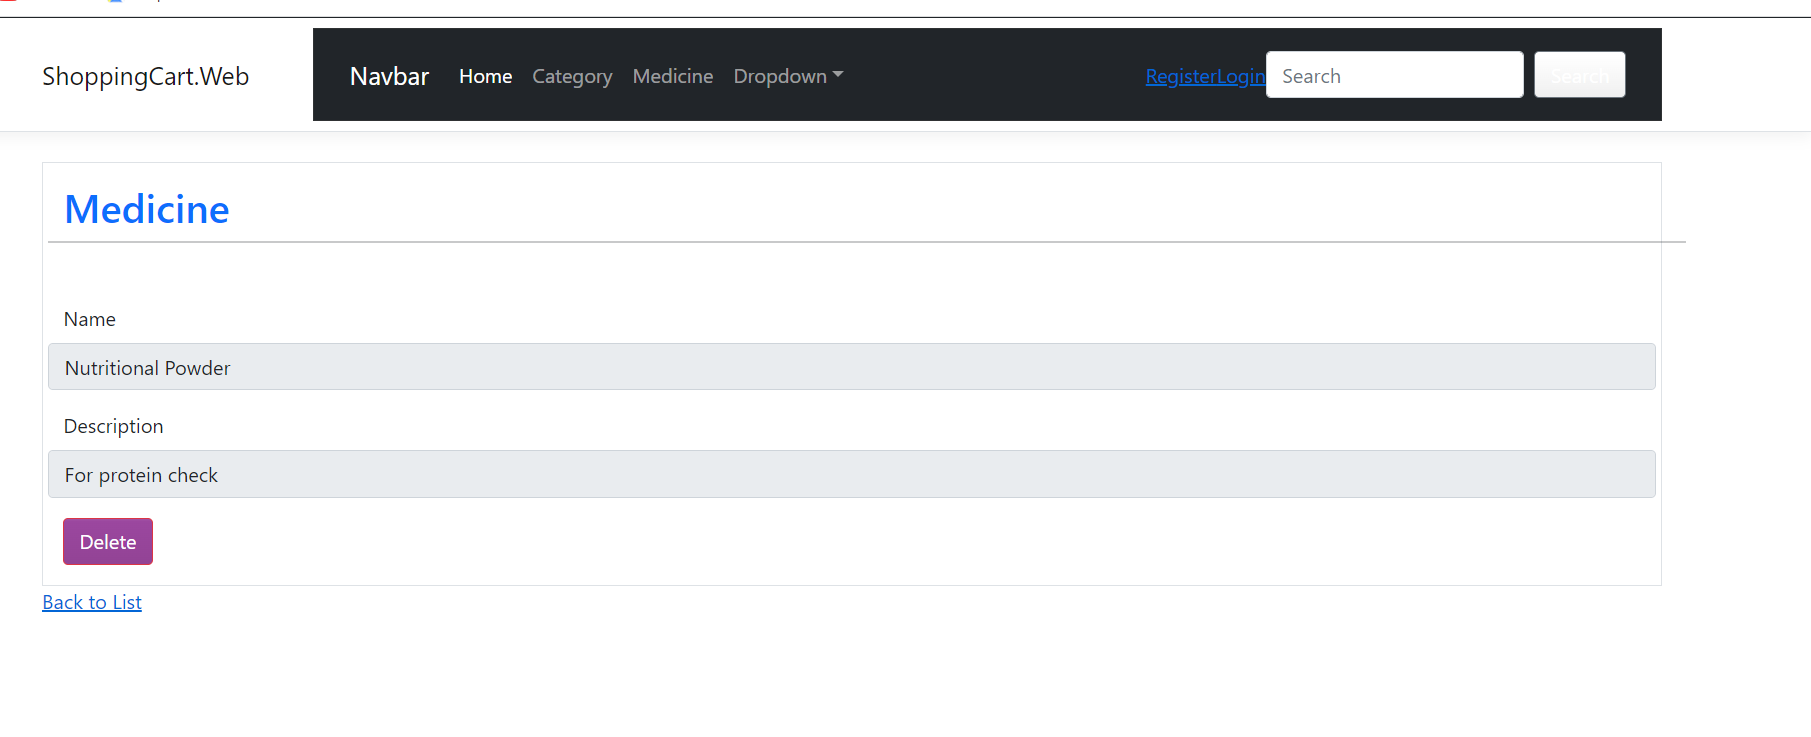 ShoppingCart.Web Navbar Home Category Medicine Dropdown RegisterLogin Search Search
Medicine
Name
Nutritional Powder
Description
For protein check
Delete
Back to List